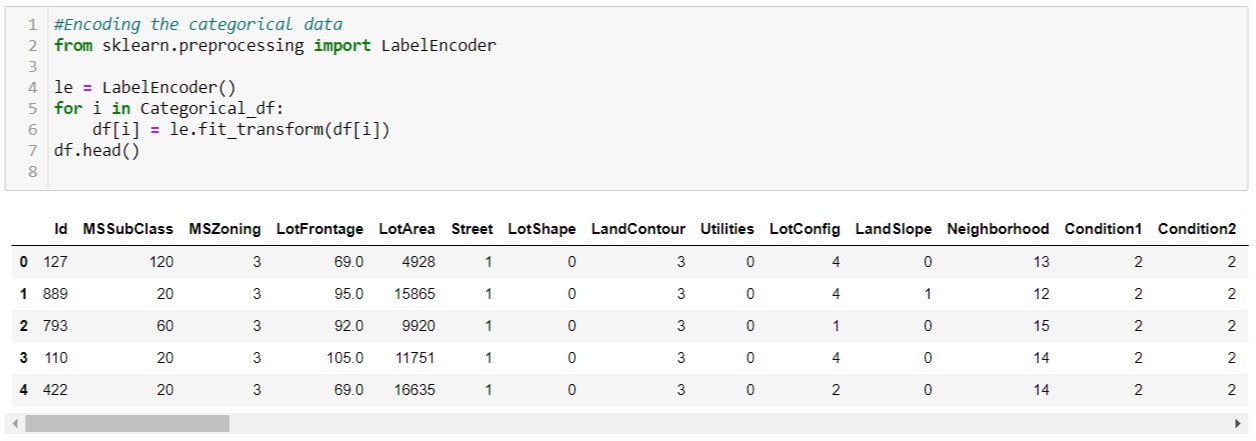 1 #Encoding the categorical data
2 from sklearn.preprocessing import LabelEncoder
3
4 le = LabelEncoder()
5 for i in Categorical_df:
6     df[i] = le.fit_transform(df[i])
7 df.head()
8
Id MSSubClass MSZoning LotFrontage LotArea Street LotShape LandContour Utilities LotConfig LandSlope Neighborhood Condition1 Condition2
0 127 120 3 69.0 4928 1 0 3 0 4 0 13 2 2
1 889 20 3 95.0 15865 1 0 3 0 4 1 12 2 2
2 793 60 3 92.0 9920 1 0 3 0 1 0 15 2 2
3 110 20 3 105.0 11751 1 0 3 0 4 0 14 2 2
4 422 20 3 69.0 16635 1 0 3 0 2 0 14 2 2